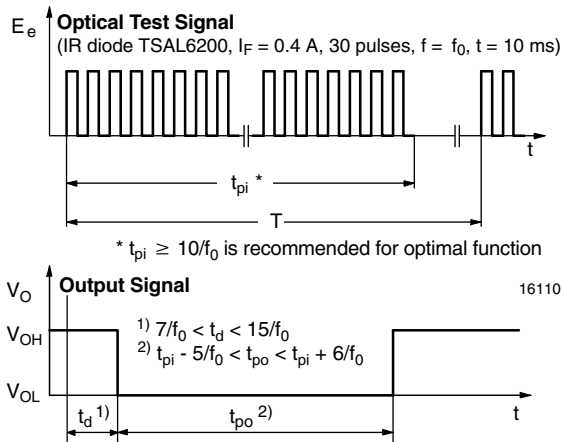 E_e Optical Test Signal
(IR diode TSAL6200, I_F = 0.4 A, 30 pulses, f = f_0, t = 10 ms)
t
t_pi *
T
* t_pi ≥ 10/f_0 is recommended for optimal function
V_O Output Signal 16110
V_OH
1) 7/f_0 < t_d < 15/f_0
2) t_pi - 5/f_0 < t_po < t_pi + 6/f_0
V_OL
t_d 1) t_po 2) t